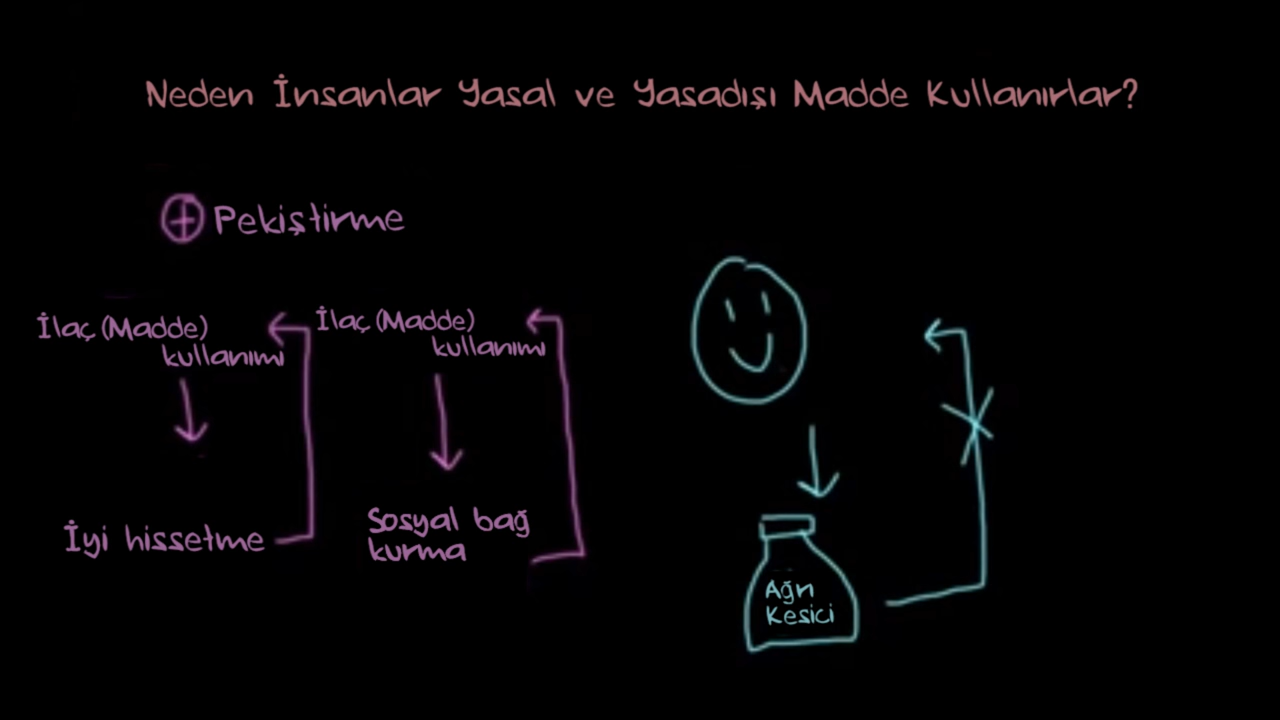 Neden İnsanlar Yasal ve Yasadışı Madde Kullanırlar?
+ Pekiştirme
İlaç (Madde)
kullanımı
İyi hissetme
İlaç (Madde)
kullanımı
Sosyal bağ
kurma
Ağrı
Kesici